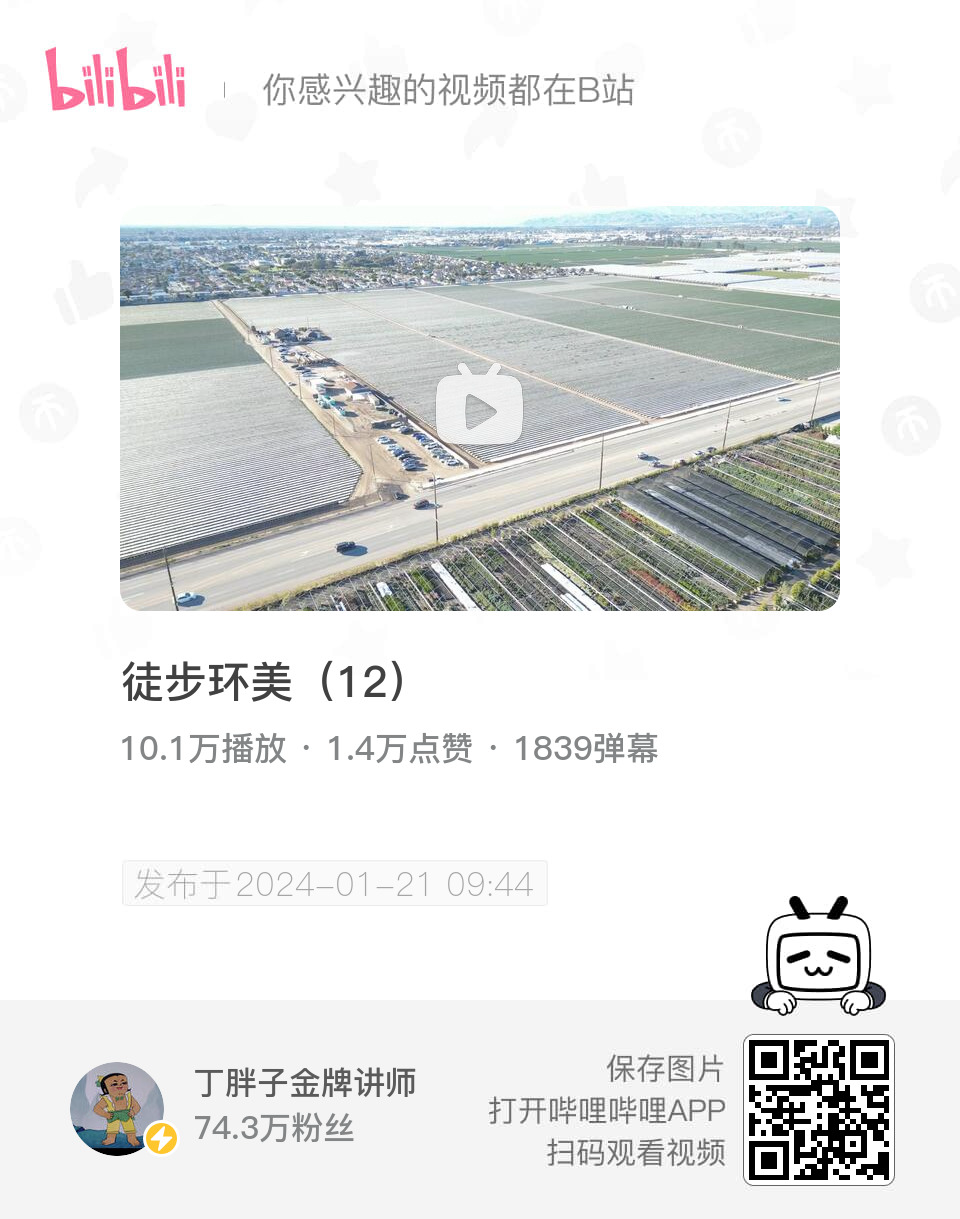 bilibili
你感兴趣的视频都在B站
徒步环美（12）
10.1万播放 · 1.4万点赞 · 1839弹幕
发布于2024-01-21 09:44
丁胖子金牌讲师
74.3万粉丝
保存图片
打开哔哩哔哩APP
扫码观看视频